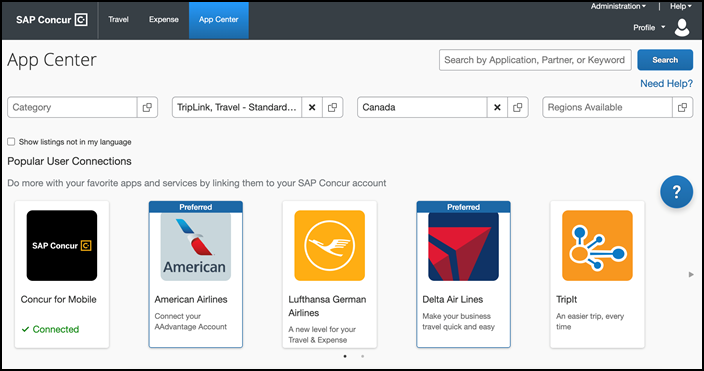 Administration | Help
SAP Concur C Travel Expense App Center
Profile
App Center
Search by Application, Partner, or Keyword Search
Need Help?
Category TripLink, Travel - Standard... Canada Regions Available
Show listings not in my language
Popular User Connections
Do more with your favorite apps and services by linking them to your SAP Concur account
?
Preferred Preferred
SAP Concur C
American
Concur for Mobile
Connected
American Airlines
Connect your
AAdvantage Account
Lufthansa German
Airlines
A new level for your
Travel & Expense
Delta Air Lines
Make your business
travel quick and easy
TripIt
An easier trip, every
time